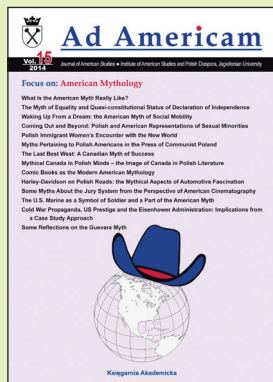 Ad Americam
Vol. 15
2014
Journal of American Studies ● Institute of American Studies and Polish Diaspora, Jagiellonian University
Focus on: American Mythology
What Is the American Myth Really Like?
The Myth of Equality and Quasi-constitutional Status of Declaration of Independence
Waking Up From a Dream: the American Myth of Social Mobility
Coming Out and Beyond: Polish and American Representations of Sexual Minorities
Polish Immigrant Women's Encounter with the New World
Myths Pertaining to Polish Americans in the Press of Communist Poland
The Last Best West: A Canadian Myth of Success
Mythical Canada in Polish Minds – the Image of Canada in Polish Literature
Comic Books as the Modern American Mythology
Harley-Davidson on Polish Roads: the Mythical Aspects of Automotive Fascination
Some Myths About the Jury System from the Perspective of American Cinematography
The U.S. Marine as a Symbol of Soldier and a Part of the American Myth
Cold War Propaganda, US Prestige and the Eisenhower Administration: Implications from
a Case Study Approach
Some Reflections on the Guevara Myth
Księgarnia Akademicka